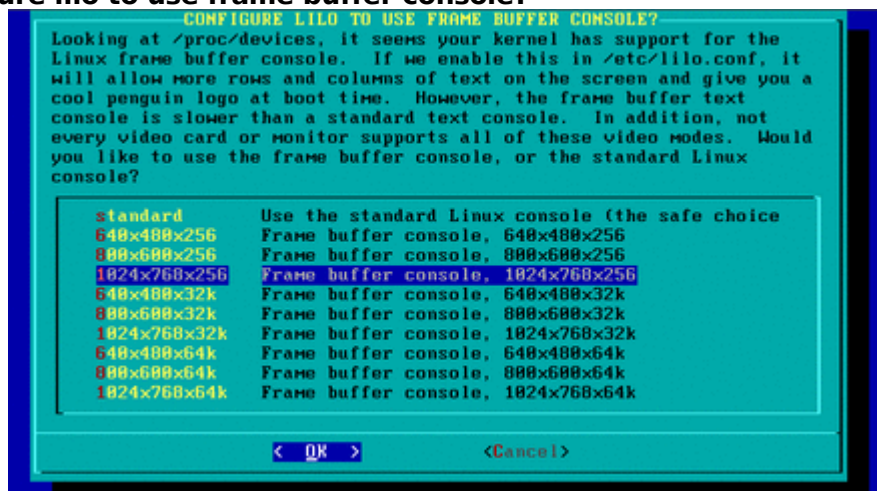 ure lilo to use frame buffer console?
CONFIGURE LILO TO USE FRAME BUFFER CONSOLE?
Looking at /proc/devices, it seems your kernel has support for the
Linux frame buffer console.  If we enable this in /etc/lilo.conf, it
will allow more rows and columns of text on the screen and give you a
cool penguin logo at boot time.  However, the frame buffer text
console is slower than a standard text console.  In addition, not
every video card or monitor supports all of these video modes.  Would
you like to use the frame buffer console, or the standard Linux
console?
standard Use the standard Linux console (the safe choice
640x480x256 Frame buffer console, 640x480x256
800x600x256 Frame buffer console, 800x600x256
1024x768x256 Frame buffer console, 1024x768x256
640x480x32k Frame buffer console, 640x480x32k
800x600x32k Frame buffer console, 800x600x32k
1024x768x32k Frame buffer console, 1024x768x32k
640x480x64k Frame buffer console, 640x480x64k
800x600x64k Frame buffer console, 800x600x64k
1024x768x64k Frame buffer console, 1024x768x64k
< OK > <Cancel>